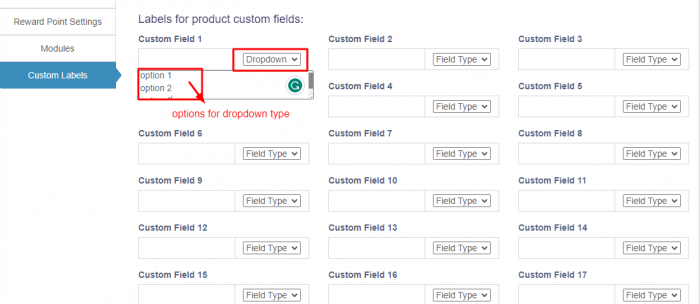 Reward Point Settings
Modules
Custom Labels
Labels for product custom fields:
Custom Field 1
Custom Field 2
Custom Field 3
Dropdown
Field Type
Field Type
option 1
option 2
options for dropdown type
Custom Field 4
Custom Field 5
Field Type
Field Type
Custom Field 6
Custom Field 7
Custom Field 8
Field Type
Field Type
Field Type
Custom Field 9
Custom Field 10
Custom Field 11
Field Type
Field Type
Field Type
Custom Field 12
Custom Field 13
Custom Field 14
Field Type
Field Type
Field Type
Custom Field 15
Custom Field 16
Custom Field 17
Field Type
Field Type
Field Type